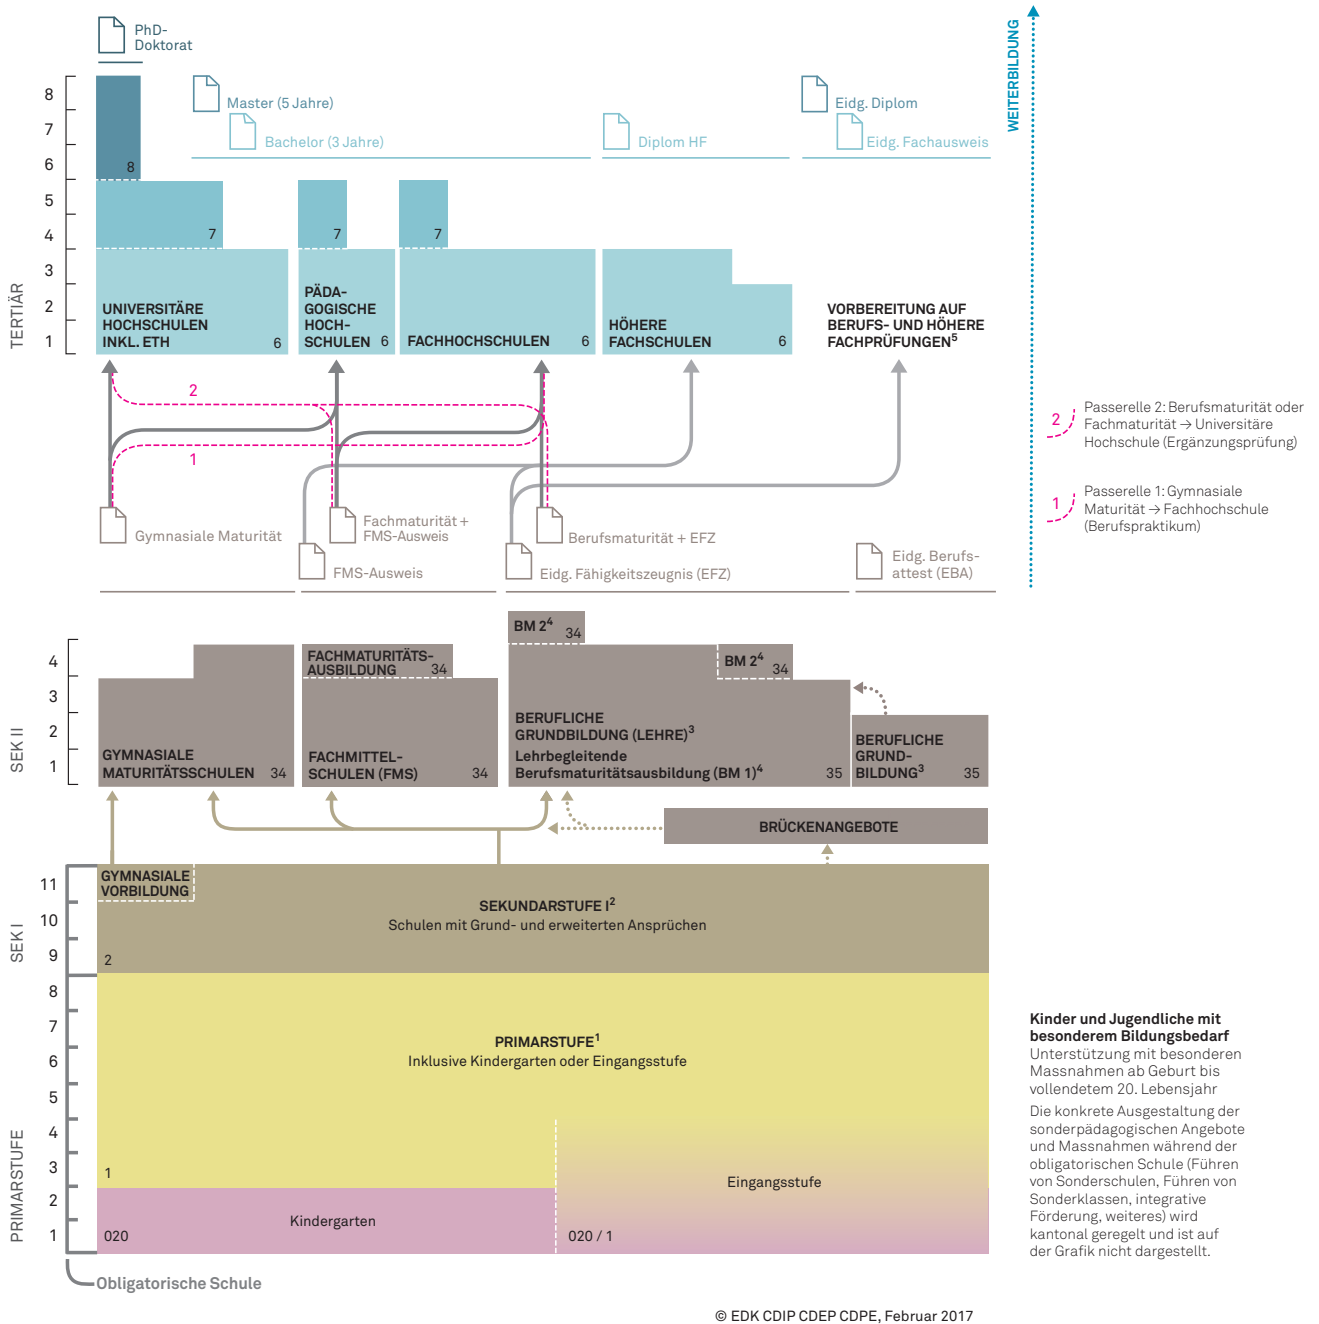 PhD-
Doktorat
Master (5 Jahre)
Bachelor (3 Jahre)
Diplom HF
Eidg. Diplom
Eidg. Fachausweis
WEITERBILDUNG
TERTIÄR
8
7
6
5
4
3
2
1
8
7
7
7
UNIVERSITÄRE
HOCHSCHULEN
INKL. ETH
6
PÄDA-
GOGISCHE
HOCH-
SCHULEN 6
FACHHOCHSCHULEN 6
HÖHERE
FACHSCHULEN 6
VORBEREITUNG AUF
BERUFS- UND HÖHERE
FACHPRÜFUNGEN⁵
2
1
2
Passerelle 2: Berufsmaturität oder
Fachmaturität → Universitäre
Hochschule (Ergänzungsprüfung)
1
Passerelle 1: Gymnasiale
Maturität → Fachhochschule
(Berufspraktikum)
Gymnasiale Maturität
Fachmaturität +
FMS-Ausweis
Berufsmaturität + EFZ
FMS-Ausweis
Eidg. Fähigkeitszeugnis (EFZ)
Eidg. Berufs-
attest (EBA)
SEK II
4
3
2
1
GYMNASIALE
MATURITÄTSSCHULEN 34
FACHMATURITÄTS-
AUSBILDUNG 34
FACHMITTEL-
SCHULEN (FMS) 34
BM 2⁴ 34
BM 2⁴ 34
BERUFLICHE
GRUNDBILDUNG (LEHRE)³
Lehrbegleitende
Berufsmaturitätsausbildung (BM 1)⁴ 35
BERUFLICHE
GRUND-
BILDUNG³ 35
BRÜCKENANGEBOTE
SEK I
11
10
9
GYMNASIALE
VORBILDUNG
SEKUNDARSTUFE I²
Schulen mit Grund- und erweiterten Ansprüchen
2
PRIMARSTUFE
8
7
6
5
4
3
2
1
PRIMARSTUFE¹
Inklusive Kindergarten oder Eingangsstufe
1
Eingangsstufe
Kindergarten
020
020 / 1
Obligatorische Schule
Kinder und Jugendliche mit
besonderem Bildungsbedarf
Unterstützung mit besonderen
Massnahmen ab Geburt bis
vollendetem 20. Lebensjahr
Die konkrete Ausgestaltung der
sonderpädagogischen Angebote
und Massnahmen während der
obligatorischen Schule (Führen
von Sonderschulen, Führen von
Sonderklassen, integrative
Förderung, weiteres) wird
kantonal geregelt und ist auf
der Grafik nicht dargestellt.
© EDK CDIP CDEP CDPE, Februar 2017